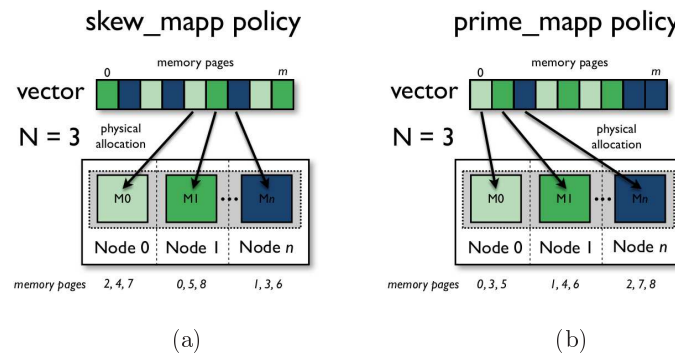 skew_mapp policy
memory pages
0 m
vector
N = 3
physical
allocation
M0 M1 ••• Mn
Node 0 Node 1 Node n
memory pages 2, 4, 7 0, 5, 8 1, 3, 6
(a)
prime_mapp policy
memory pages
0 m
vector
N = 3
physical
allocation
M0 M1 ••• Mn
Node 0 Node 1 Node n
memory pages 0, 3, 5 1, 4, 6 2, 7, 8
(b)